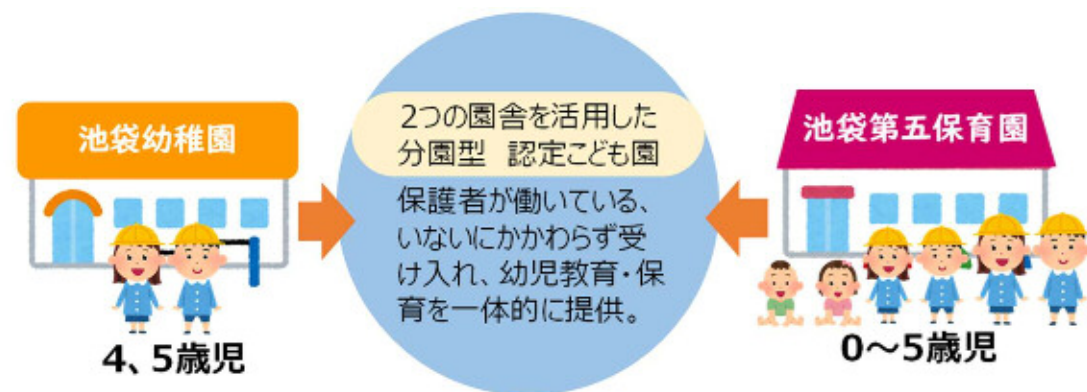 池袋幼稚園
4、5歳児
2つの園舎を活用した
分園型 認定こども園
保護者が働いている、
いないにかかわらず受
け入れ、幼児教育・保
育を一体的に提供。
池袋第五保育園
0～5歳児